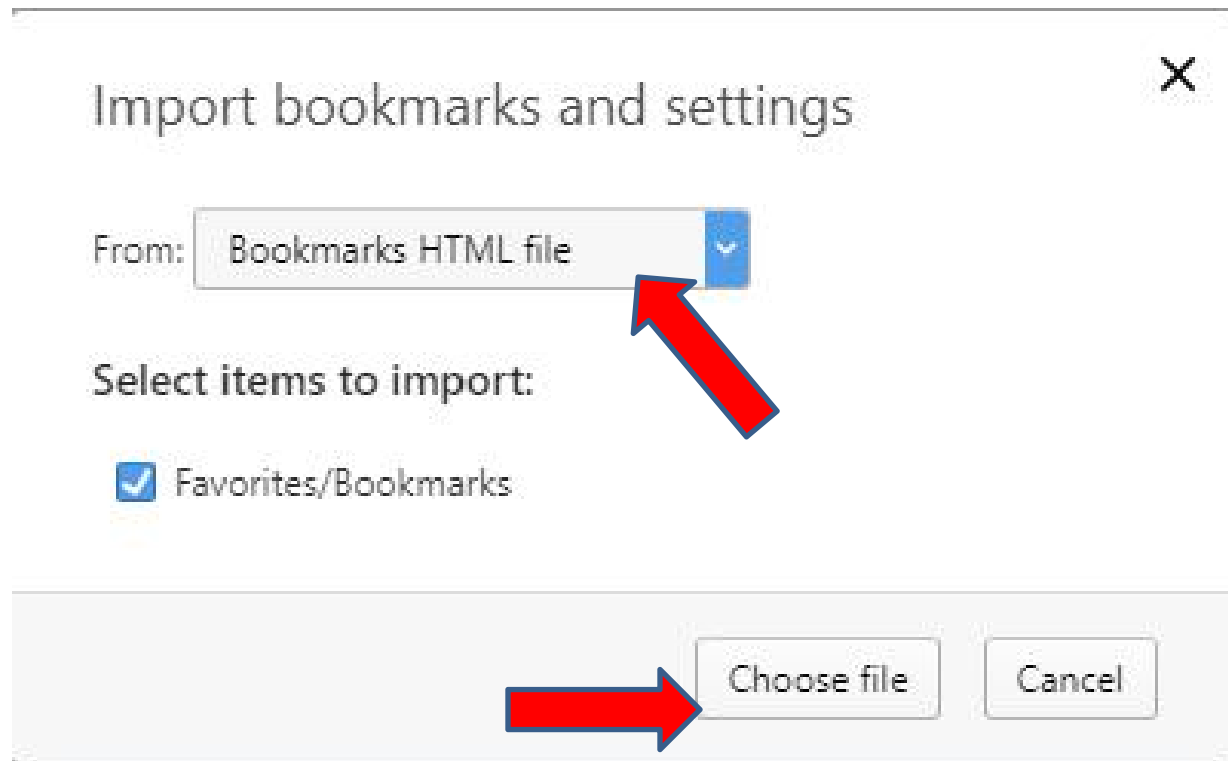 Import bookmarks and settings
From: Bookmarks HTML file
Select items to import:
Favorites/Bookmarks
Choose file Cancel